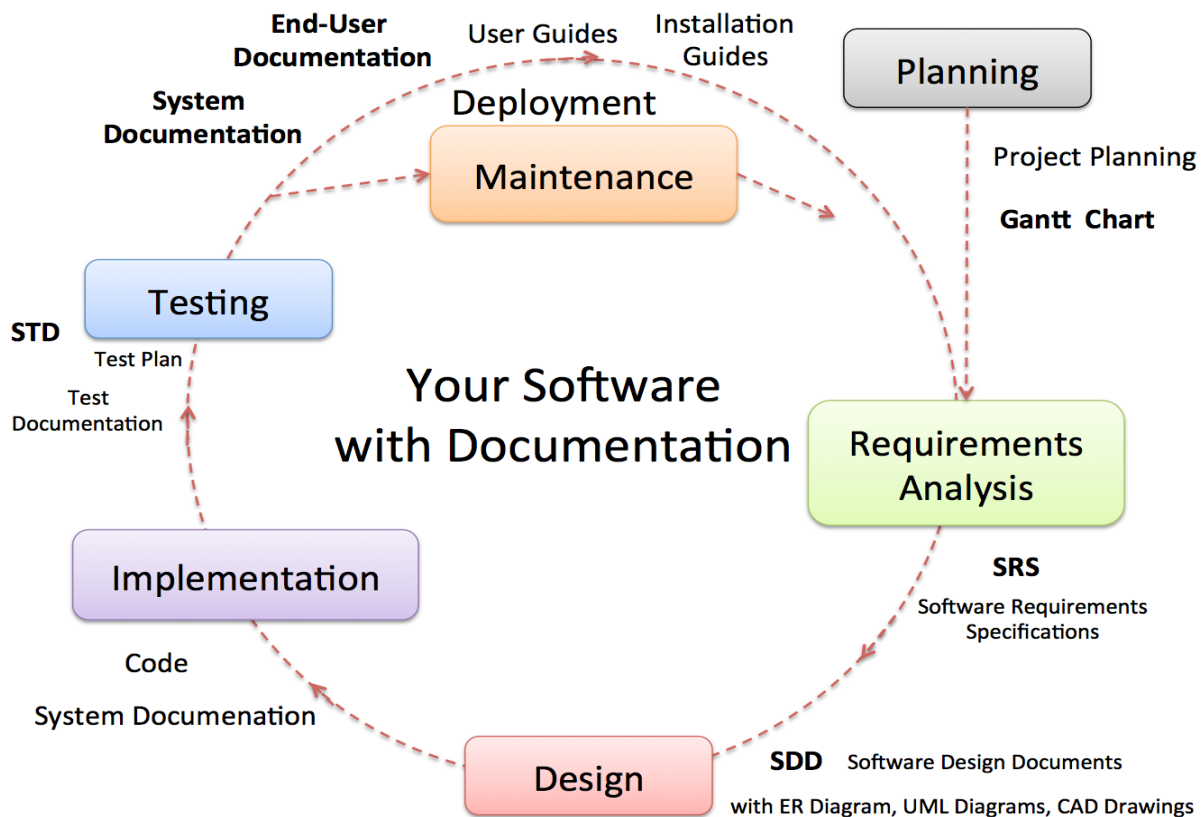 End-User
Documentation
User Guides
Installation
Guides
Planning
System
Documentation
Deployment
Maintenance
Project Planning
Gantt Chart
Testing
STD
Test Plan
Test
Documentation
Your Software
with Documentation
Requirements
Analysis
Implementation
SRS
Software Requirements
Specifications
Code
System Documenation
Design
SDD Software Design Documents
with ER Diagram, UML Diagrams, CAD Drawings